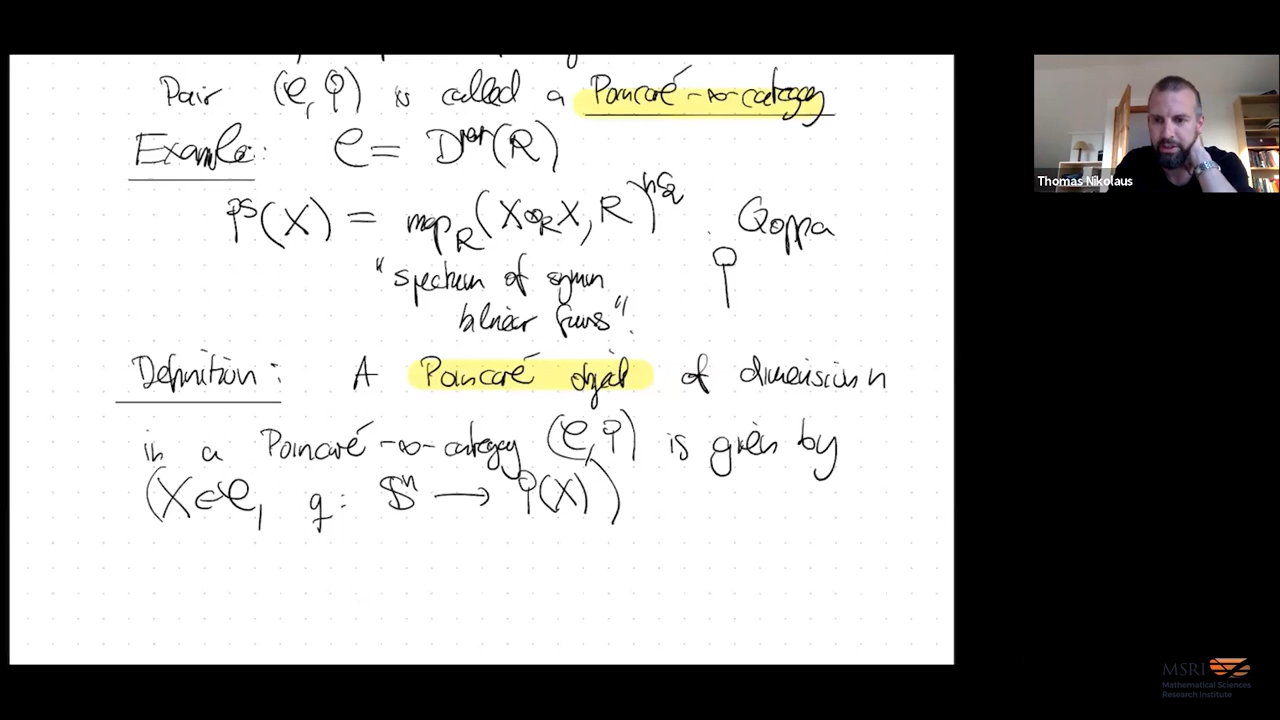 Pair (C, Ϙ) is called a Poincaré-∞-category
Example: C = D^perf(R)
Ϙ^s(X) = map_R(X⊗_R X, R)^hC₂ Qoppa
Ϙ
"spectrum of symm
bilinear forms".
Definition: A Poincaré object of dimension n
in a Poincaré-∞-category (C, Ϙ) is given by
(X∈C, q: 𝕊^n → Ϙ(X))
Thomas Nikolaus
MSRI
Mathematical Sciences
Research Institute